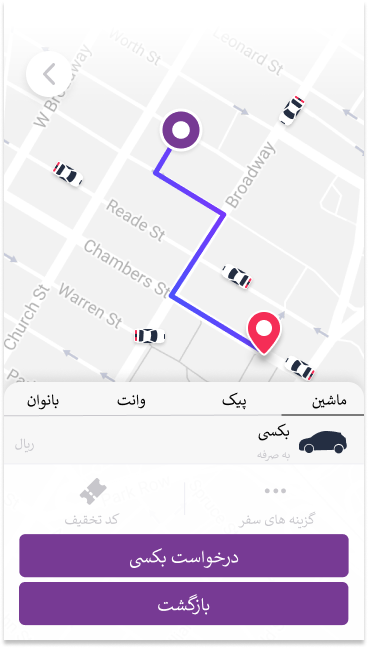 Worth St
Leonard St
W Broadway
Broadway
Reade St
Chambers St
Church St
Warren St
ماشین
پیک
وانت
بانوان
بکسی
به صرفه
ریال
گزینه های سفر
کد تخفیف
درخواست بکسی
بازگشت